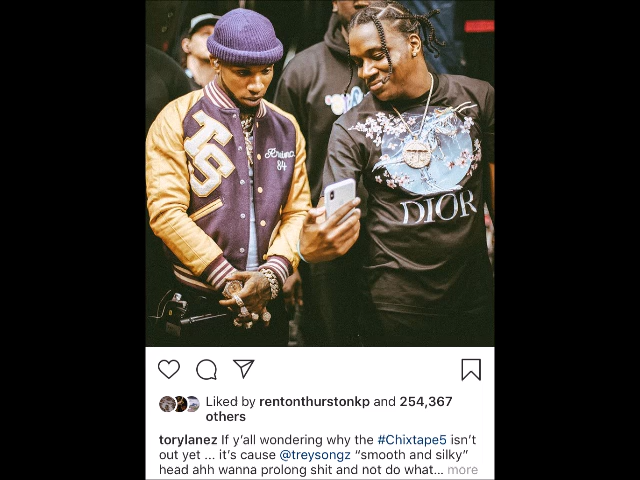 TS
84
DIOR
Liked by rentonthurstonkp and 254,367
others
torylanez If y'all wondering why the #Chixtape5 isn't
out yet ... it's cause @treysongz “smooth and silky”
head ahh wanna prolong shit and not do what... more